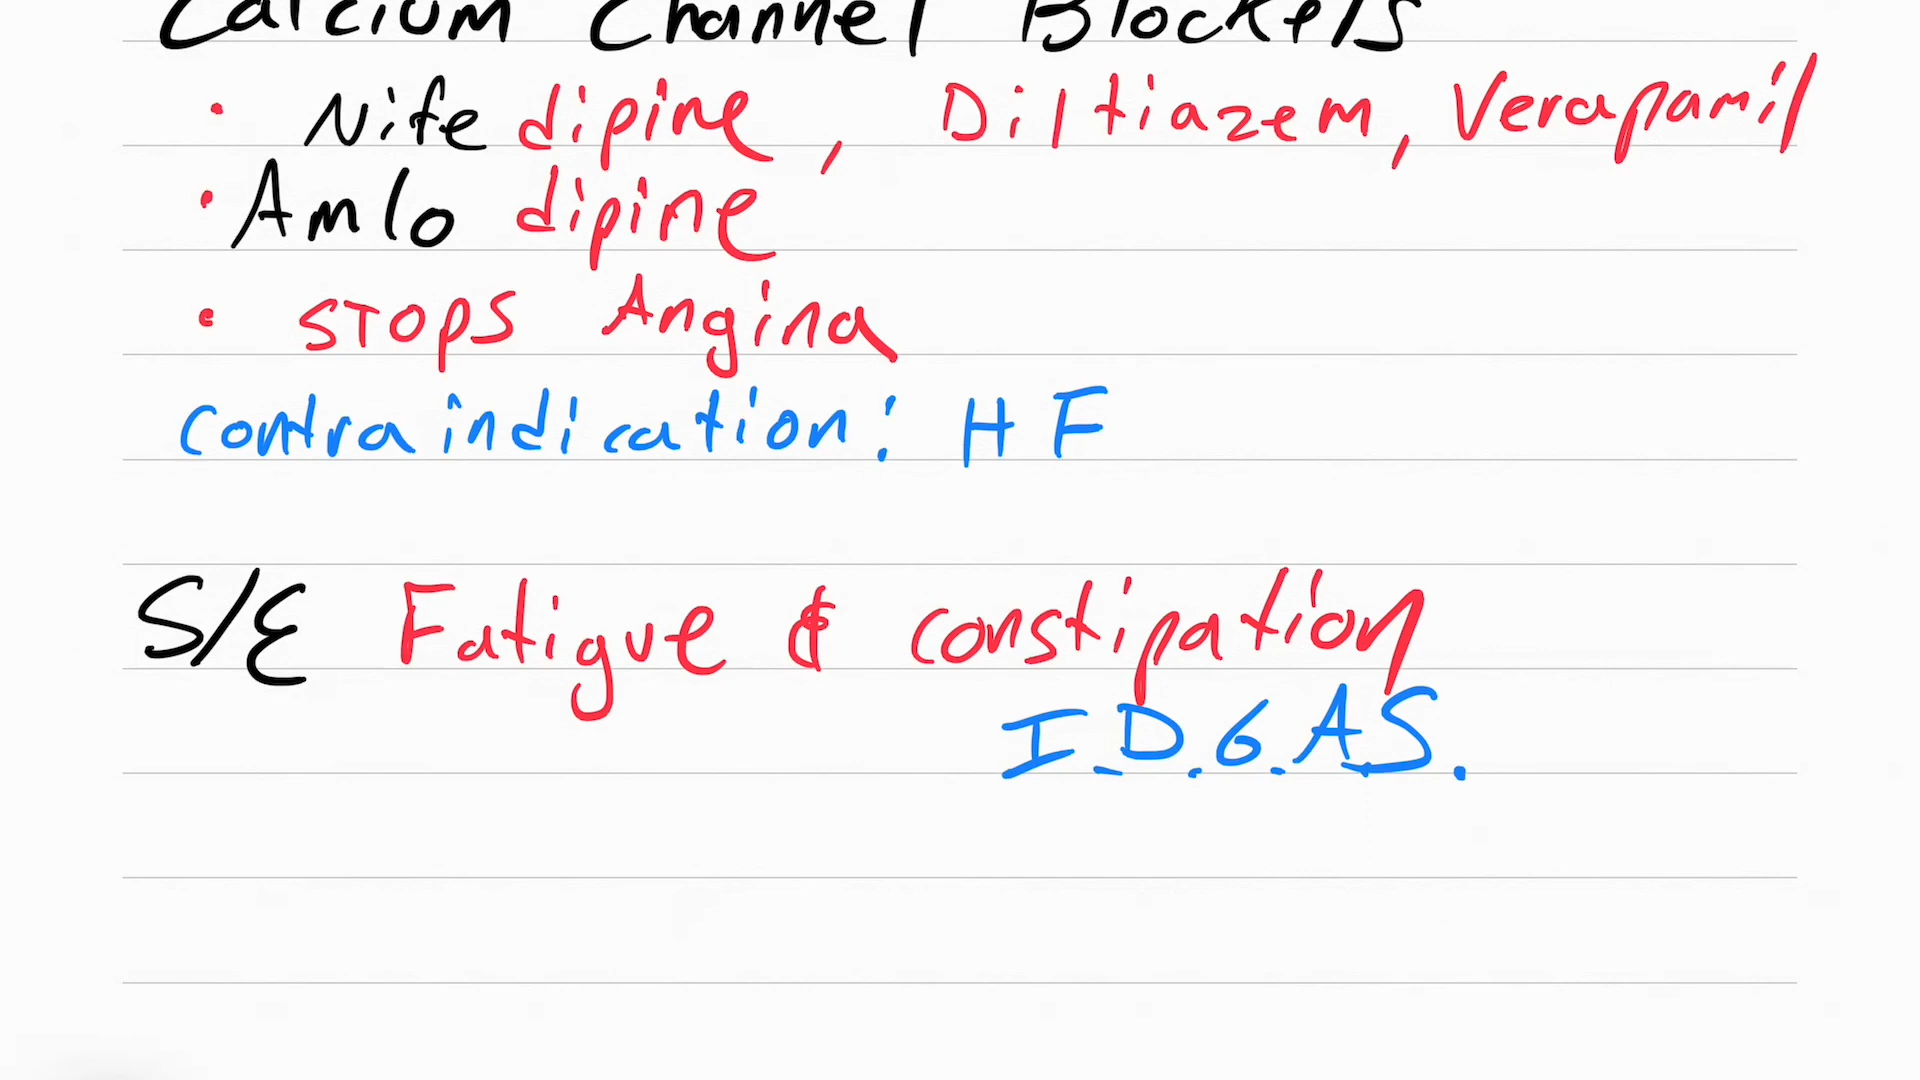 Calcium Channel Blockers
• Nifedipine, Diltiazem, Verapamil
• Amlodipine
• STOPS Angina
contraindication: HF
S/E Fatigue & constipation
I.D.G.A.S.